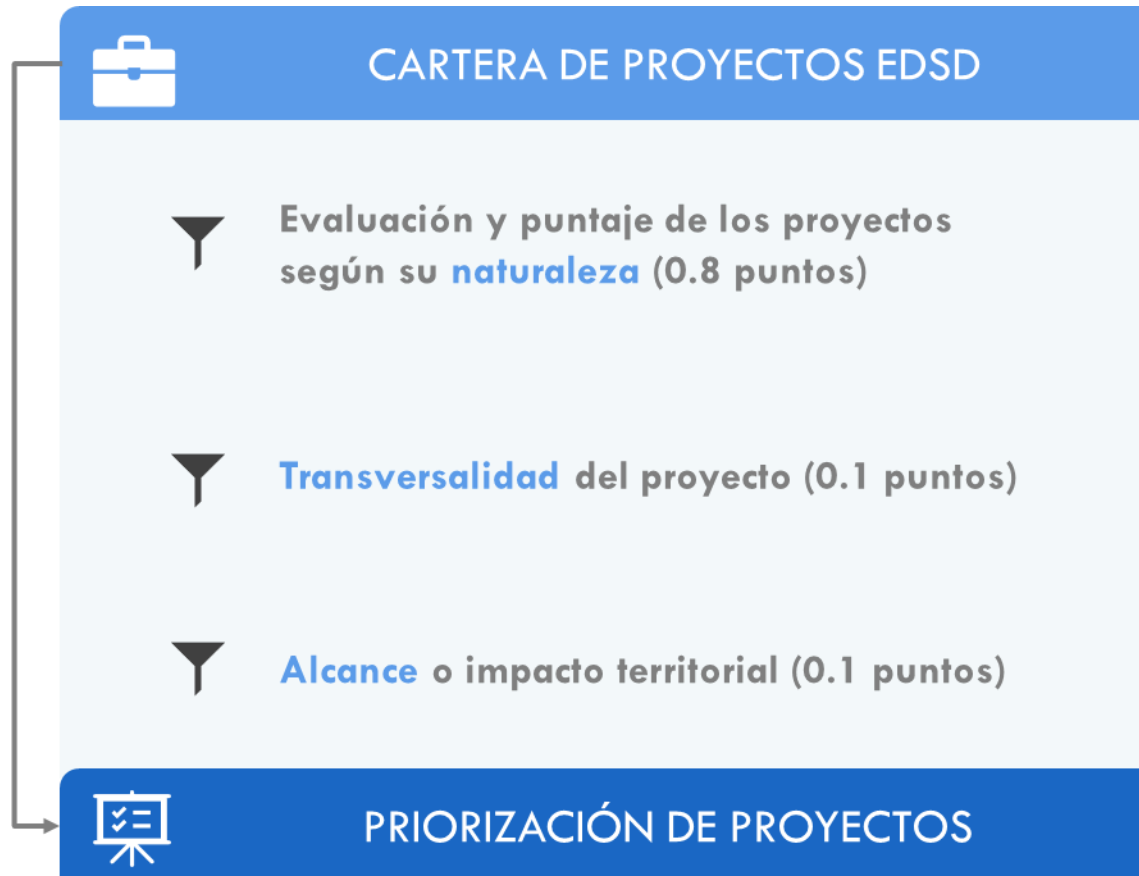 CARTERA DE PROYECTOS EDSD
Evaluación y puntaje de los proyectos
según su naturaleza (0.8 puntos)
Transversalidad del proyecto (0.1 puntos)
Alcance o impacto territorial (0.1 puntos)
PRIORIZACIÓN DE PROYECTOS